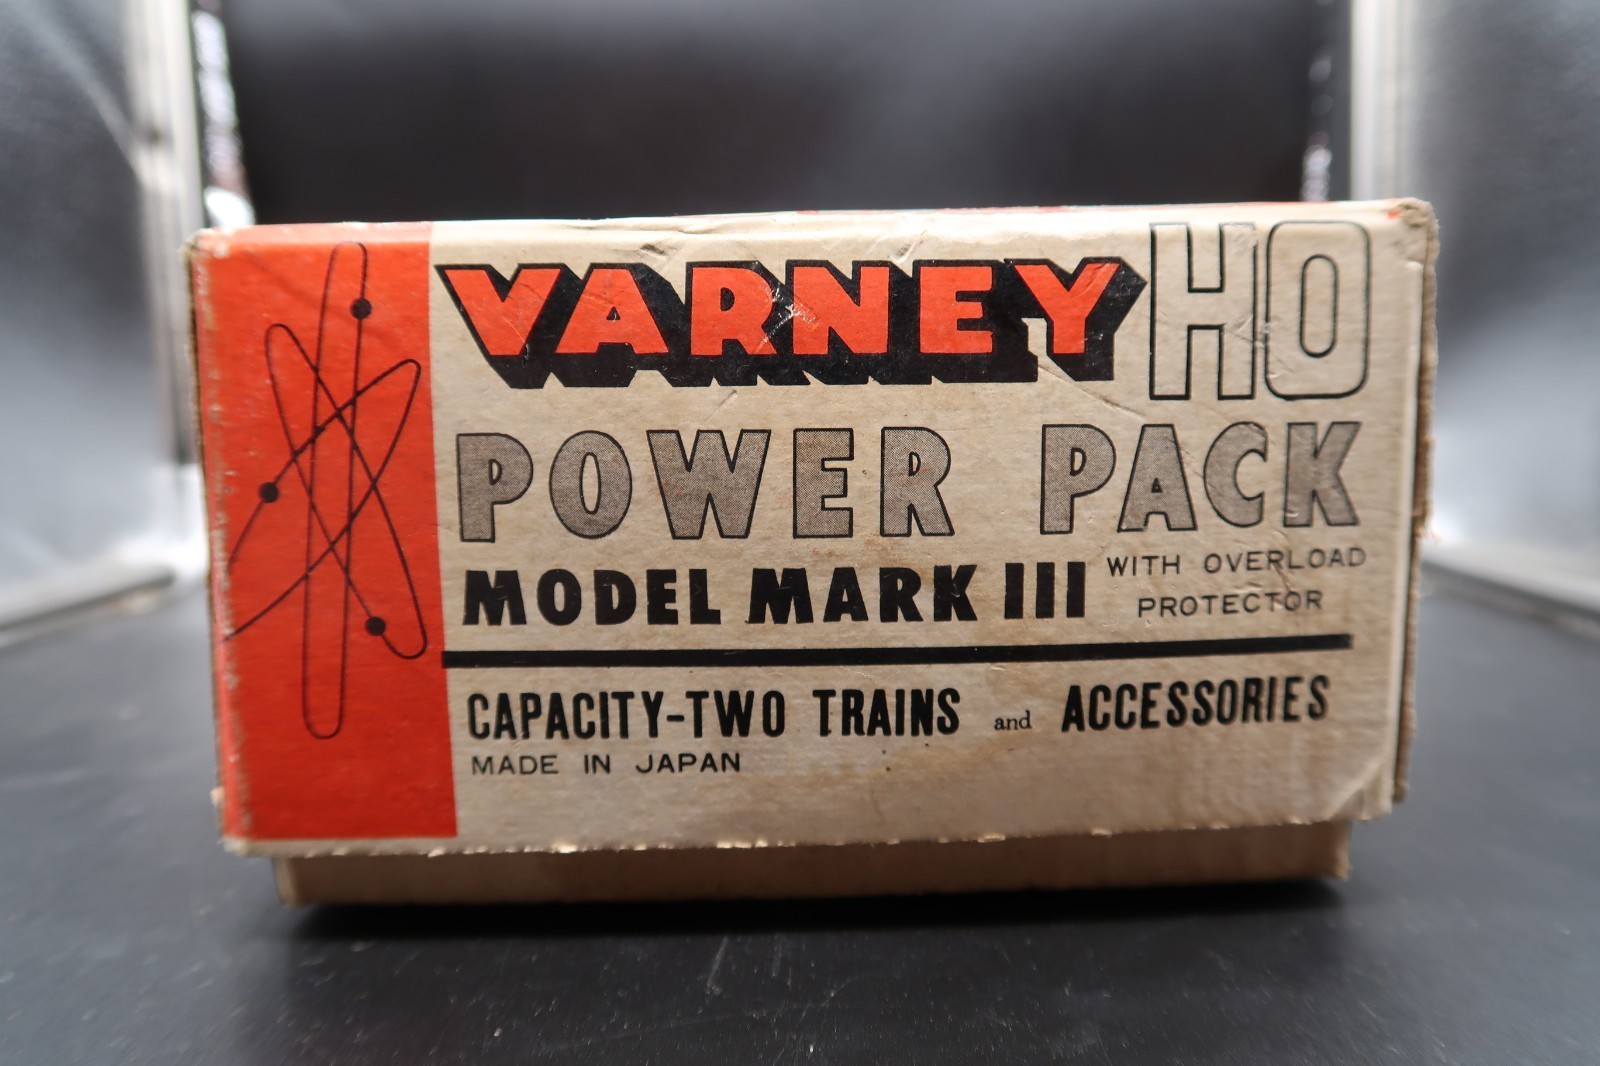 VARNEY HO
POWER PACK
MODEL MARK III WITH OVERLOAD
PROTECTOR
CAPACITY-TWO TRAINS and ACCESSORIES
MADE IN JAPAN